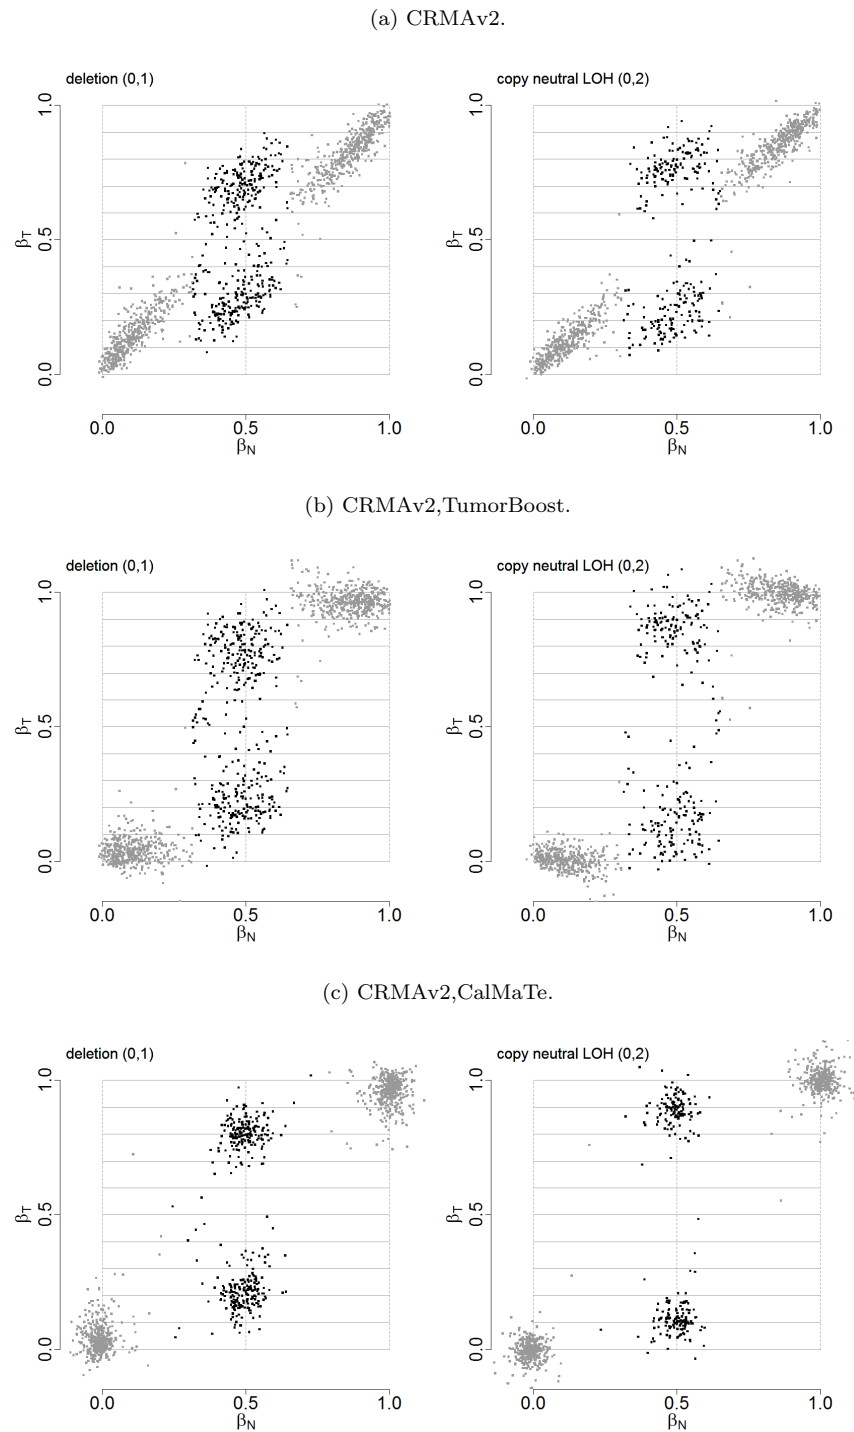 (a) CRMAv2.
deletion (0,1)
copy neutral LOH (0,2)
1.0
1.0
βT
0.5
βT
0.5
0.0
0.0
0.0 0.5 1.0
0.0 0.5 1.0
βN
βN
(b) CRMAv2,TumorBoost.
deletion (0,1)
copy neutral LOH (0,2)
1.0
1.0
βT
0.5
βT
0.5
0.0
0.0
0.0 0.5 1.0
0.0 0.5 1.0
βN
βN
(c) CRMAv2,CalMaTe.
deletion (0,1)
copy neutral LOH (0,2)
1.0
1.0
βT
0.5
βT
0.5
0.0
0.0
0.0 0.5 1.0
0.0 0.5 1.0
βN
βN